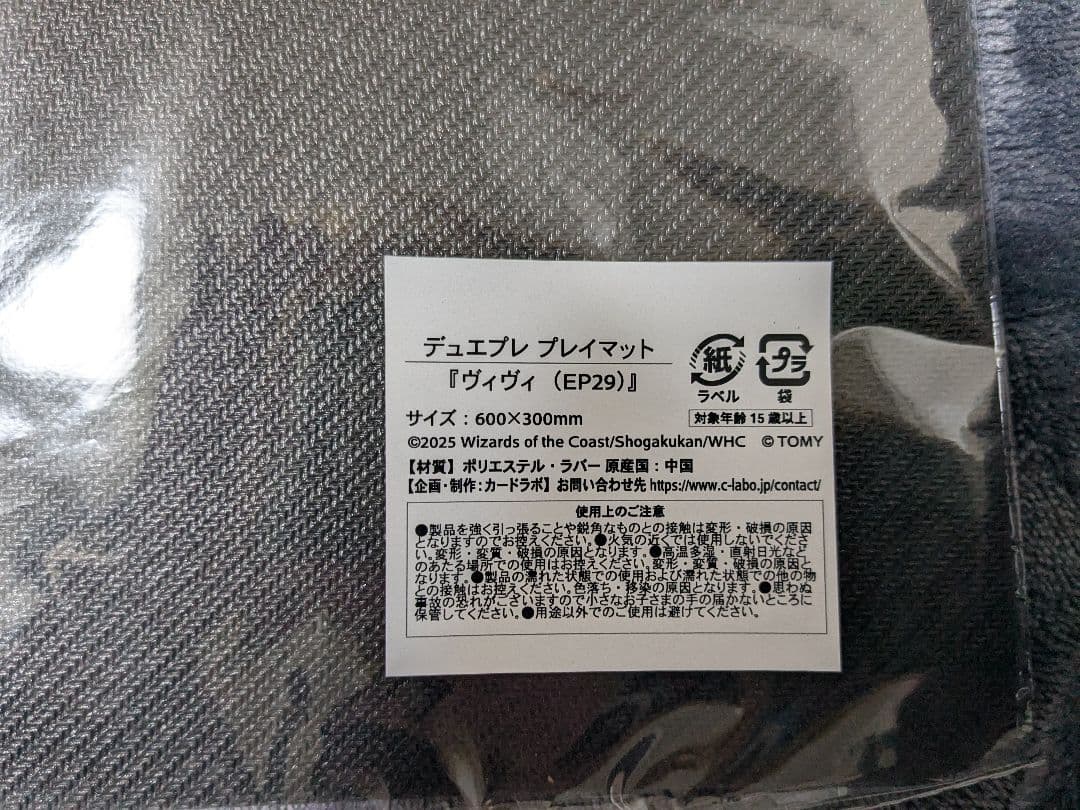 デュエプレ プレイマット
『ヴィヴィ（EP29）』
紙
ラベル
プラ
袋
サイズ：600×300mm
対象年齢 15 歳以上
©2025 Wizards of the Coast/Shogakukan/WHC © TOMY
【材質】ポリエステル・ラバー 原産国：中国
【企画・制作：カードラボ】お問い合わせ先 https://www.c-labo.jp/contact/
使用上のご注意
●製品を強く引っ張ることや鋭角なものとの接触は変形・破損の原因
となりますのでお控えください。●火気の近くでは使用しないでくださ
い。変形・変質・破損の原因となります。●高温多湿・直射日光など
のあたる場所での使用はお控えください。変形・変質・破損の原因と
なります。●製品の濡れた状態での使用および濡れた状態での他の物
との接触はお控えください。色落ち・移染の原因となります。●思わぬ
事故の恐れがございますので小さなお子さまの手の届かないところに
保管してください。●用途以外でのご使用は避けてください。